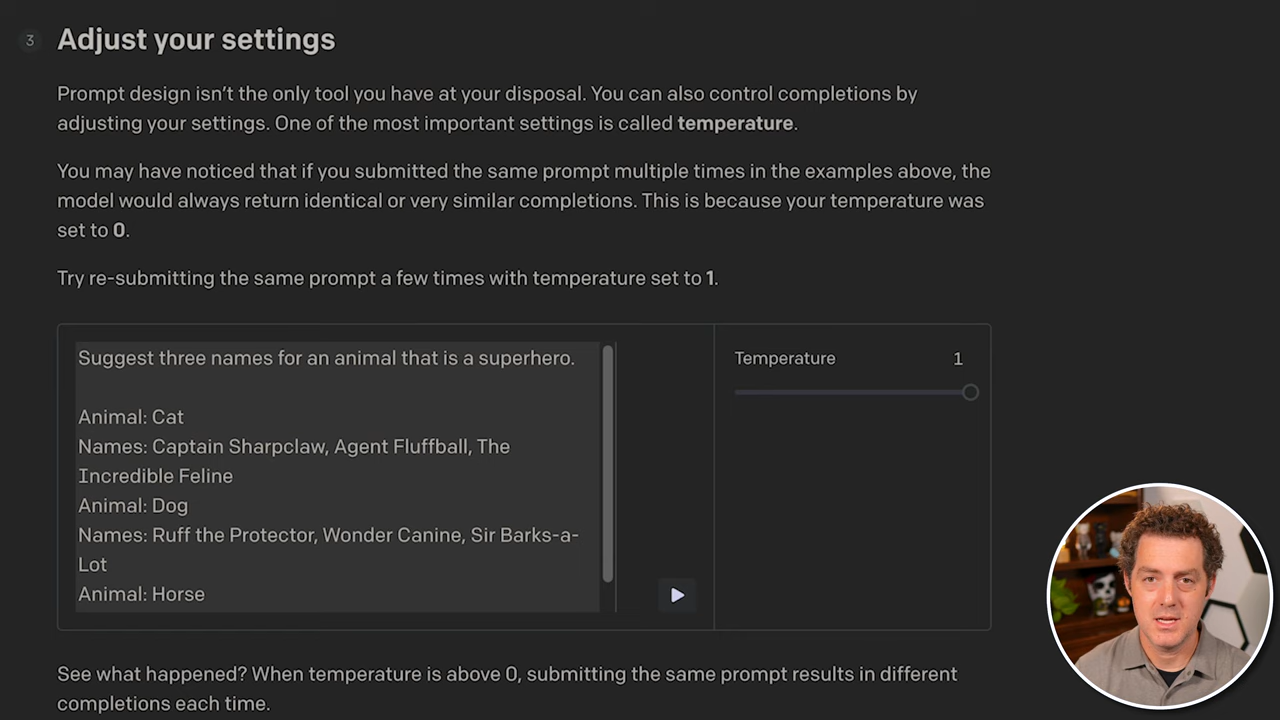 3 Adjust your settings
Prompt design isn't the only tool you have at your disposal. You can also control completions by
adjusting your settings. One of the most important settings is called temperature.
You may have noticed that if you submitted the same prompt multiple times in the examples above, the
model would always return identical or very similar completions. This is because your temperature was
set to 0.
Try re-submitting the same prompt a few times with temperature set to 1.
Suggest three names for an animal that is a superhero.
Animal: Cat
Names: Captain Sharpclaw, Agent Fluffball, The
Incredible Feline
Animal: Dog
Names: Ruff the Protector, Wonder Canine, Sir Barks-a-
Lot
Animal: Horse
Temperature 1
See what happened? When temperature is above 0, submitting the same prompt results in different
completions each time.